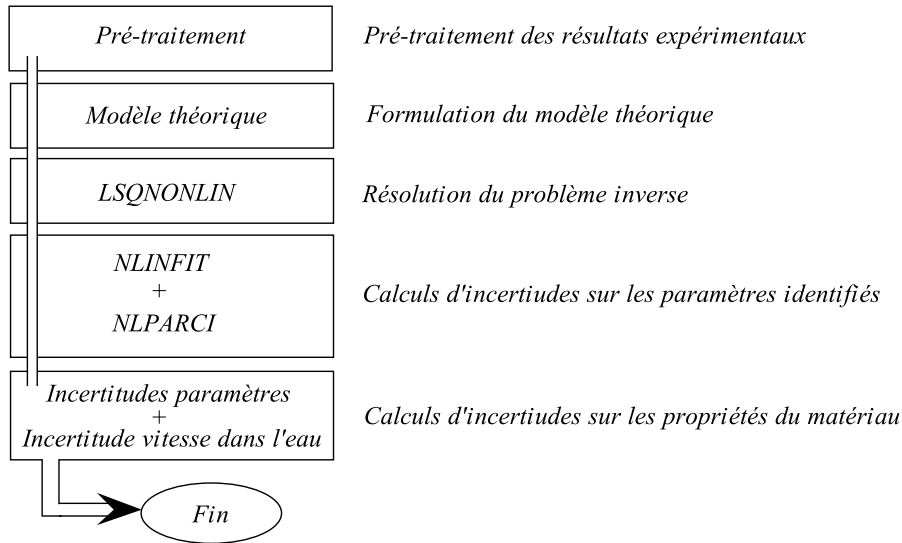 Pré-traitement Pré-traitement des résultats expérimentaux
Modèle théorique Formulation du modèle théorique
LSQNONLIN Résolution du problème inverse
NLINFIT
+
NLPARCI
Calculs d'incertiudes sur les paramètres identifiés
Incertitudes paramètres
+
Incertitude vitesse dans l'eau
Calculs d'incertiudes sur les propriétés du matériau
Fin